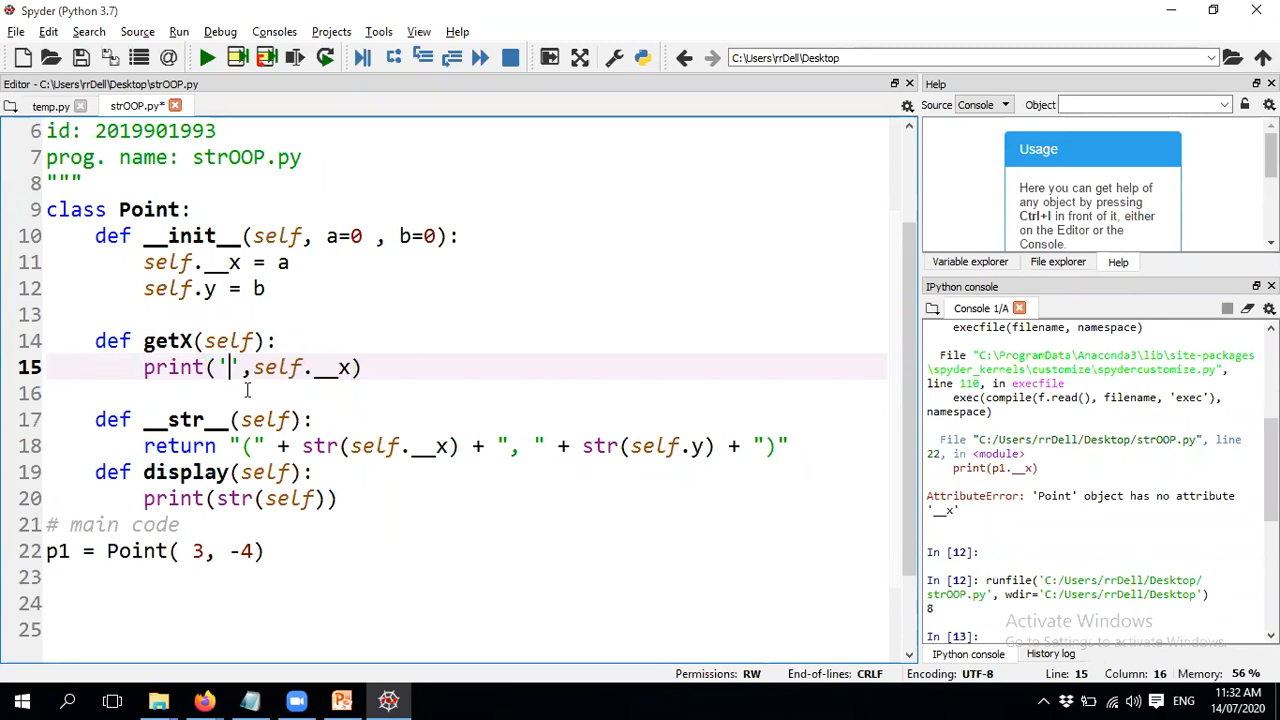 Spyder (Python 3.7)
File Edit Search Source Run Debug Consoles Projects Tools View Help
C:\Users\rrDell\Desktop
Editor - C:\Users\rrDell\Desktop\strOOP.py
temp.py
strOOP.py*
6 id: 2019901993
7 prog. name: strOOP.py
8 """
9 class Point:
10 def __init__(self, a=0 , b=0):
11 self.__x = a
12 self.y = b
13
14 def getX(self):
15 print('',self.__x)
16
17 def __str__(self):
18 return "(" + str(self.__x) + ", " + str(self.y) + ")"
19 def display(self):
20 print(str(self))
21 # main code
22 p1 = Point( 3, -4)
23
24
25
Help
Source Console Object
Usage
Here you can get help of
any object by pressing
Ctrl+I in front of it, either
on the Editor or the
Console.
Variable explorer File explorer Help
IPython console
Console 1/A
execfile(filename, namespace)
File "C:\ProgramData\Anaconda3\lib\site-packages
\spyder_kernels\customize\spydercustomize.py",
line 110, in execfile
exec(compile(f.read(), filename, 'exec'),
namespace)
File "C:/Users/rrDell/Desktop/strOOP.py", line
22, in <module>
print(p1.__x)
AttributeError: 'Point' object has no attribute
'__x'
In [12]:
In [12]: runfile('C:/Users/rrDell/Desktop/
strOOP.py', wdir='C:/Users/rrDell/Desktop')
8
In [13]:
Activate Windows
Go to Settings to activate Windows.
IPython console History log
Permissions: RW End-of-lines: CRLF Encoding: UTF-8 Line: 15 Column: 16 Memory: 56 %
ENG
11:32 AM
14/07/2020